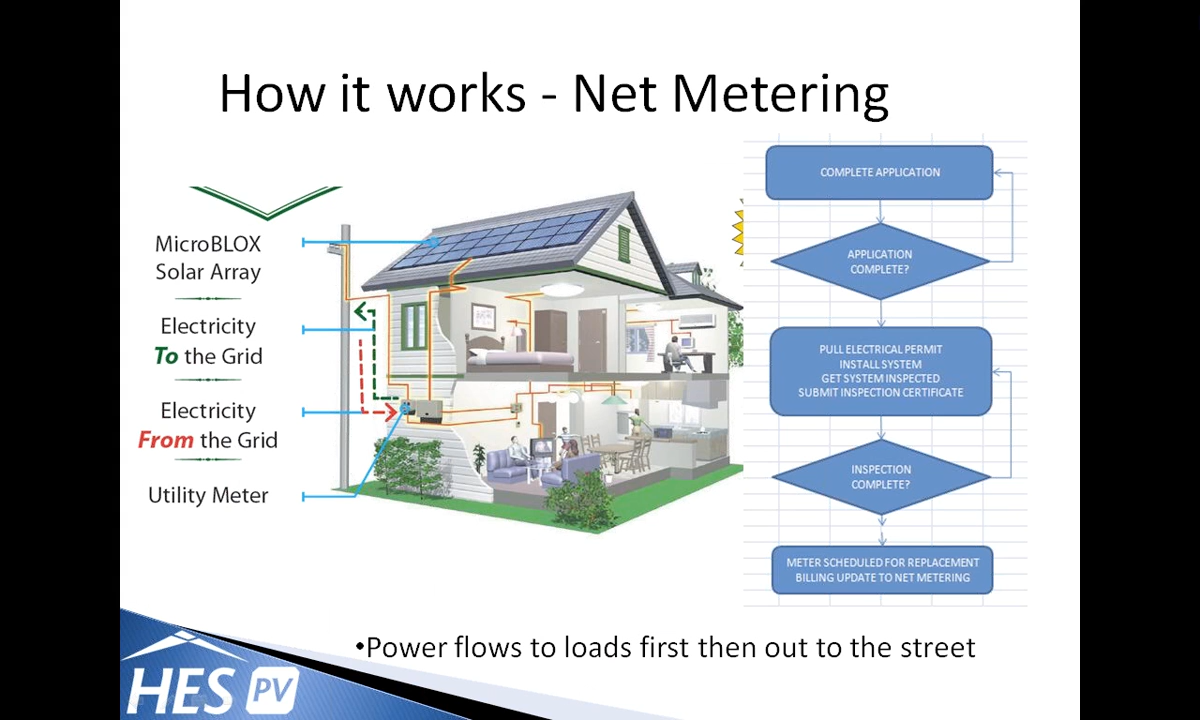 How it works - Net Metering
MicroBLOX
Solar Array
Electricity
To the Grid
Electricity
From the Grid
Utility Meter
COMPLETE APPLICATION
APPLICATION
COMPLETE?
PULL ELECTRICAL PERMIT
INSTALL SYSTEM
GET SYSTEM INSPECTED
SUBMIT INSPECTION CERTIFICATE
INSPECTION
COMPLETE?
METER SCHEDULED FOR REPLACEMENT
BILLING UPDATE TO NET METERING
•Power flows to loads first then out to the street
HES PV